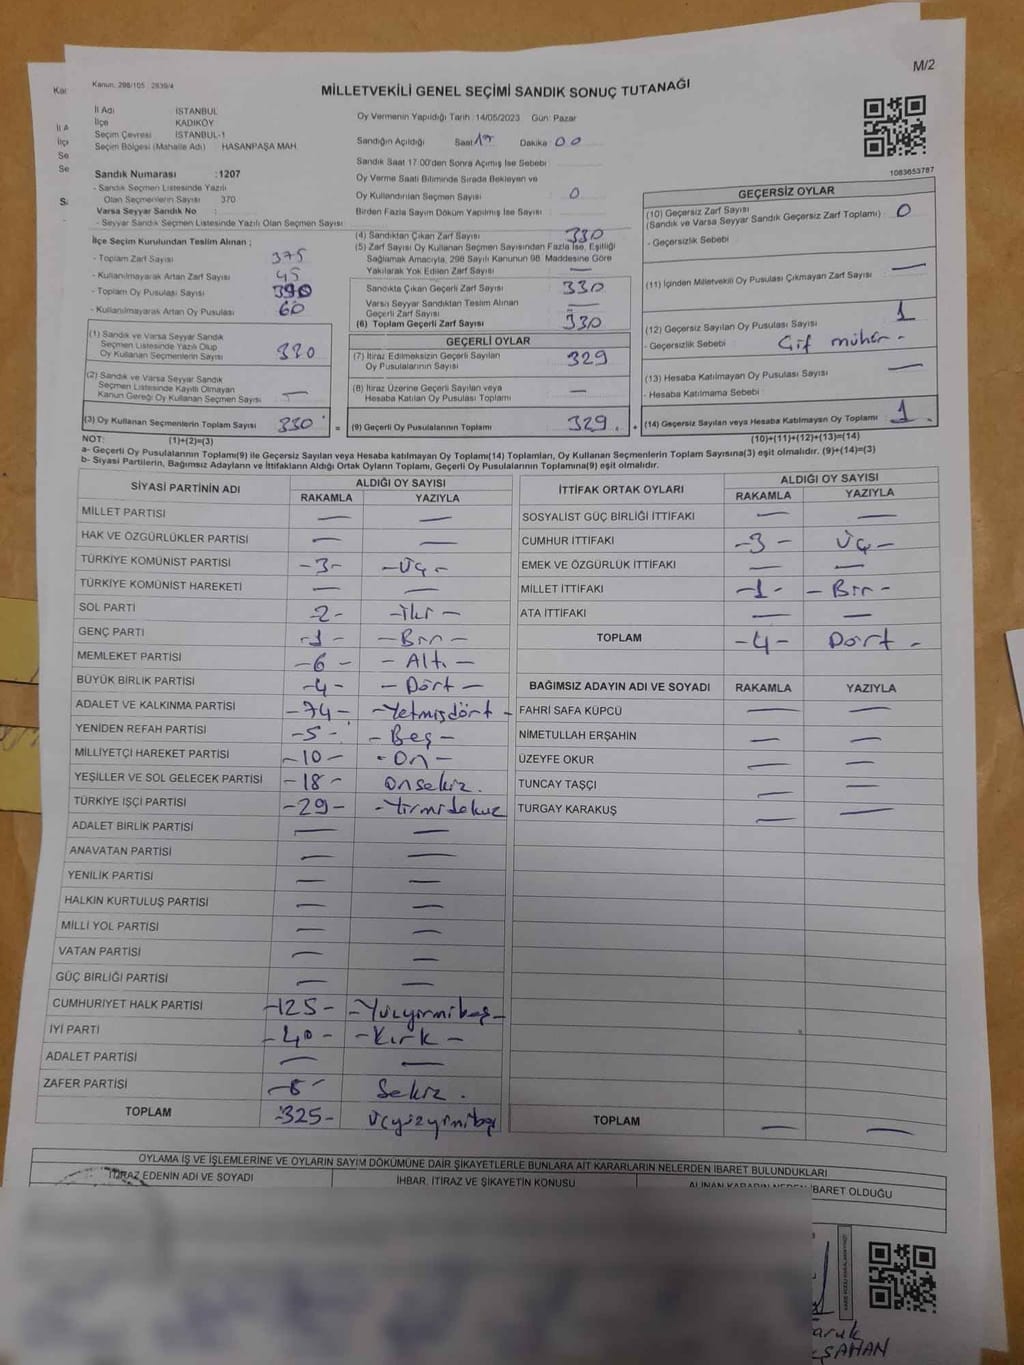 M/2
Kanun: 298/105 2839/4
MİLLETVEKİLİ GENEL SEÇİMİ SANDIK SONUÇ TUTANAĞI
İl Adı İSTANBUL
İlçe KADIKÖY
Seçim Çevresi İSTANBUL-1
Seçim Bölgesi (Mahalle Adı) HASANPAŞA MAH
Oy Vermenin Yapıldığı Tarih : 14/05/2023 Gün: Pazar
Sandığın Açıldığı Saat 17 Dakika 00
Sandık Saat 17:00'den Sonra Açımış İse Sebebi
Oy Verme Saati Bitiminde Sırada Bekleyen ve
Oy Kullandırılan Seçmen Sayısı 0
Birden Fazla Sayım Döküm Yapılmış İse Sayısı
1083653787
Sandık Numarası : 1207
- Sandık Seçmen Listesinde Yazılı
Olan Seçmenlerin Sayısı 370
Varsa Seyyar Sandık No :
- Seyyar Sandık Seçmen Listesinde Yazılı Olan Seçmen Sayısı :
İlçe Seçim Kurulundan Teslim Alınan ;
- Toplam Zarf Sayısı 375
- Kullanılmayarak Artan Zarf Sayısı 45
- Toplam Oy Pusulası Sayısı 390
- Kullanılmayarak Artan Oy Pusulası 60
(1) Sandık ve Varsa Seyyar Sandık
Seçmen Listesinde Yazılı Olup
Oy Kullanan Seçmenlerin Sayısı 330
(2) Sandık ve Varsa Seyyar Sandık
Seçmen Listesinde Kayıtlı Olmayan
Kanun Gereği Oy Kullanan Seçmen Sayısı —
(3) Oy Kullanan Seçmenlerin Toplam Sayısı 330
(4) Sandıktan Çıkan Zarf Sayısı 330
(5) Zarf Sayısı Oy Kullanan Seçmen Sayısından Fazla İse, Eşitliği
Sağlamak Amacıyla, 298 Sayılı Kanunun 98. Maddesine Göre
Yakılarak Yok Edilen Zarf Sayısı —
Sandıkta Çıkan Geçerli Zarf Sayısı 330
Varsa Seyyar Sandıktan Teslim Alınan
Geçerli Zarf Sayısı —
(6) Toplam Geçerli Zarf Sayısı 330
GEÇERLİ OYLAR
(7) İtiraz Edilmeksizin Geçerli Sayılan
Oy Pusulalarının Sayısı 329
(8) İtiraz Üzerine Geçerli Sayılan veya
Hesaba Katılan Oy Pusulası Toplamı —
= (9) Geçerli Oy Pusulalarının Toplamı 329
GEÇERSİZ OYLAR
(10) Geçersiz Zarf Sayısı
(Sandık ve Varsa Seyyar Sandık Geçersiz Zarf Toplamı) 0
- Geçersizlik Sebebi
(11) İçinden Milletvekili Oy Pusulası Çıkmayan Zarf Sayısı —
(12) Geçersiz Sayılan Oy Pusulası Sayısı 1
- Geçersizlik Sebebi Çift mühür -
(13) Hesaba Katılmayan Oy Pusulası Sayısı —
- Hesaba Katılmama Sebebi
+ (14) Geçersiz Sayılan veya Hesaba Katılmayan Oy Toplamı 1
NOT: (1)+(2)=(3) (10)+(11)+(12)+(13)=(14)
a- Geçerli Oy Pusulalarının Toplamı(9) ile Geçersiz Sayılan veya Hesaba katılmayan Oy Toplamı(14) Toplamları, Oy Kullanan Seçmenlerin Toplam Sayısına(3) eşit olmalıdır. (9)+(14)=(3)
b- Siyasi Partilerin, Bağımsız Adayların ve İttifakların Aldığı Ortak Oyların Toplamı, Geçerli Oy Pusulalarının Toplamına(9) eşit olmalıdır.
SİYASİ PARTİNİN ADI ALDIĞI OY SAYISI
RAKAMLA YAZIYLA
MİLLET PARTİSİ — —
HAK VE ÖZGÜRLÜKLER PARTİSİ — —
TÜRKİYE KOMÜNİST PARTİSİ -3- -Üç-
TÜRKİYE KOMÜNİST HAREKETİ — —
SOL PARTİ -2- -İki-
GENÇ PARTİ -1- -Bir-
MEMLEKET PARTİSİ -6- -Altı-
BÜYÜK BİRLİK PARTİSİ -4- -Dört-
ADALET VE KALKINMA PARTİSİ -74- -Yetmişdört-
YENİDEN REFAH PARTİSİ -5- -Beş-
MİLLİYETÇİ HAREKET PARTİSİ -10- -On-
YEŞİLLER VE SOL GELECEK PARTİSİ -18- onsekiz.
TÜRKİYE İŞÇİ PARTİSİ -29- -Yirmidokuz
ADALET BİRLİK PARTİSİ — —
ANAVATAN PARTİSİ — —
YENİLİK PARTİSİ — —
HALKIN KURTULUŞ PARTİSİ — —
MİLLİ YOL PARTİSİ — —
VATAN PARTİSİ — —
GÜÇ BİRLİĞİ PARTİSİ — —
CUMHURİYET HALK PARTİSİ -125- -Yüzyirmibeş-
İYİ PARTİ -40- -Kırk-
ADALET PARTİSİ — —
ZAFER PARTİSİ -8- Sekiz.
TOPLAM -325- Üçyüzyirmibeş
İTTİFAK ORTAK OYLARI ALDIĞI OY SAYISI
RAKAMLA YAZIYLA
SOSYALİST GÜÇ BİRLİĞİ İTTİFAKI — —
CUMHUR İTTİFAKI -3- Üç-
EMEK VE ÖZGÜRLÜK İTTİFAKI — —
MİLLET İTTİFAKI -1- -Bir-
ATA İTTİFAKI — —
TOPLAM -4- Dört-
BAĞIMSIZ ADAYIN ADI VE SOYADI RAKAMLA YAZIYLA
FAHRİ SAFA KÜPCÜ — —
NİMETULLAH ERŞAHİN — —
ÜZEYFE OKUR — —
TUNCAY TAŞÇI — —
TURGAY KARAKUŞ — —
TOPLAM — —
OYLAMA İŞ VE İŞLEMLERİNE VE OYLARIN SAYIM DÖKÜMÜNE DAİR ŞİKAYETLERLE BUNLARA AİT KARARLARIN NELERDEN İBARET BULUNDUKLARI
İTİRAZ EDENİN ADI VE SOYADI İHBAR, İTİRAZ VE ŞİKAYETİN KONUSU ALINAN KARARIN NEDEN İBARET OLDUĞU